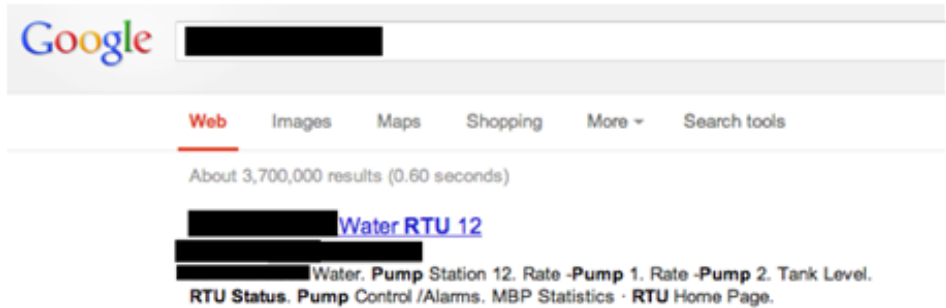 Google
Web Images Maps Shopping More Search tools
About 3,700,000 results (0.60 seconds)
Water RTU 12
Water. Pump Station 12. Rate -Pump 1. Rate -Pump 2. Tank Level.
RTU Status. Pump Control /Alarms. MBP Statistics · RTU Home Page.